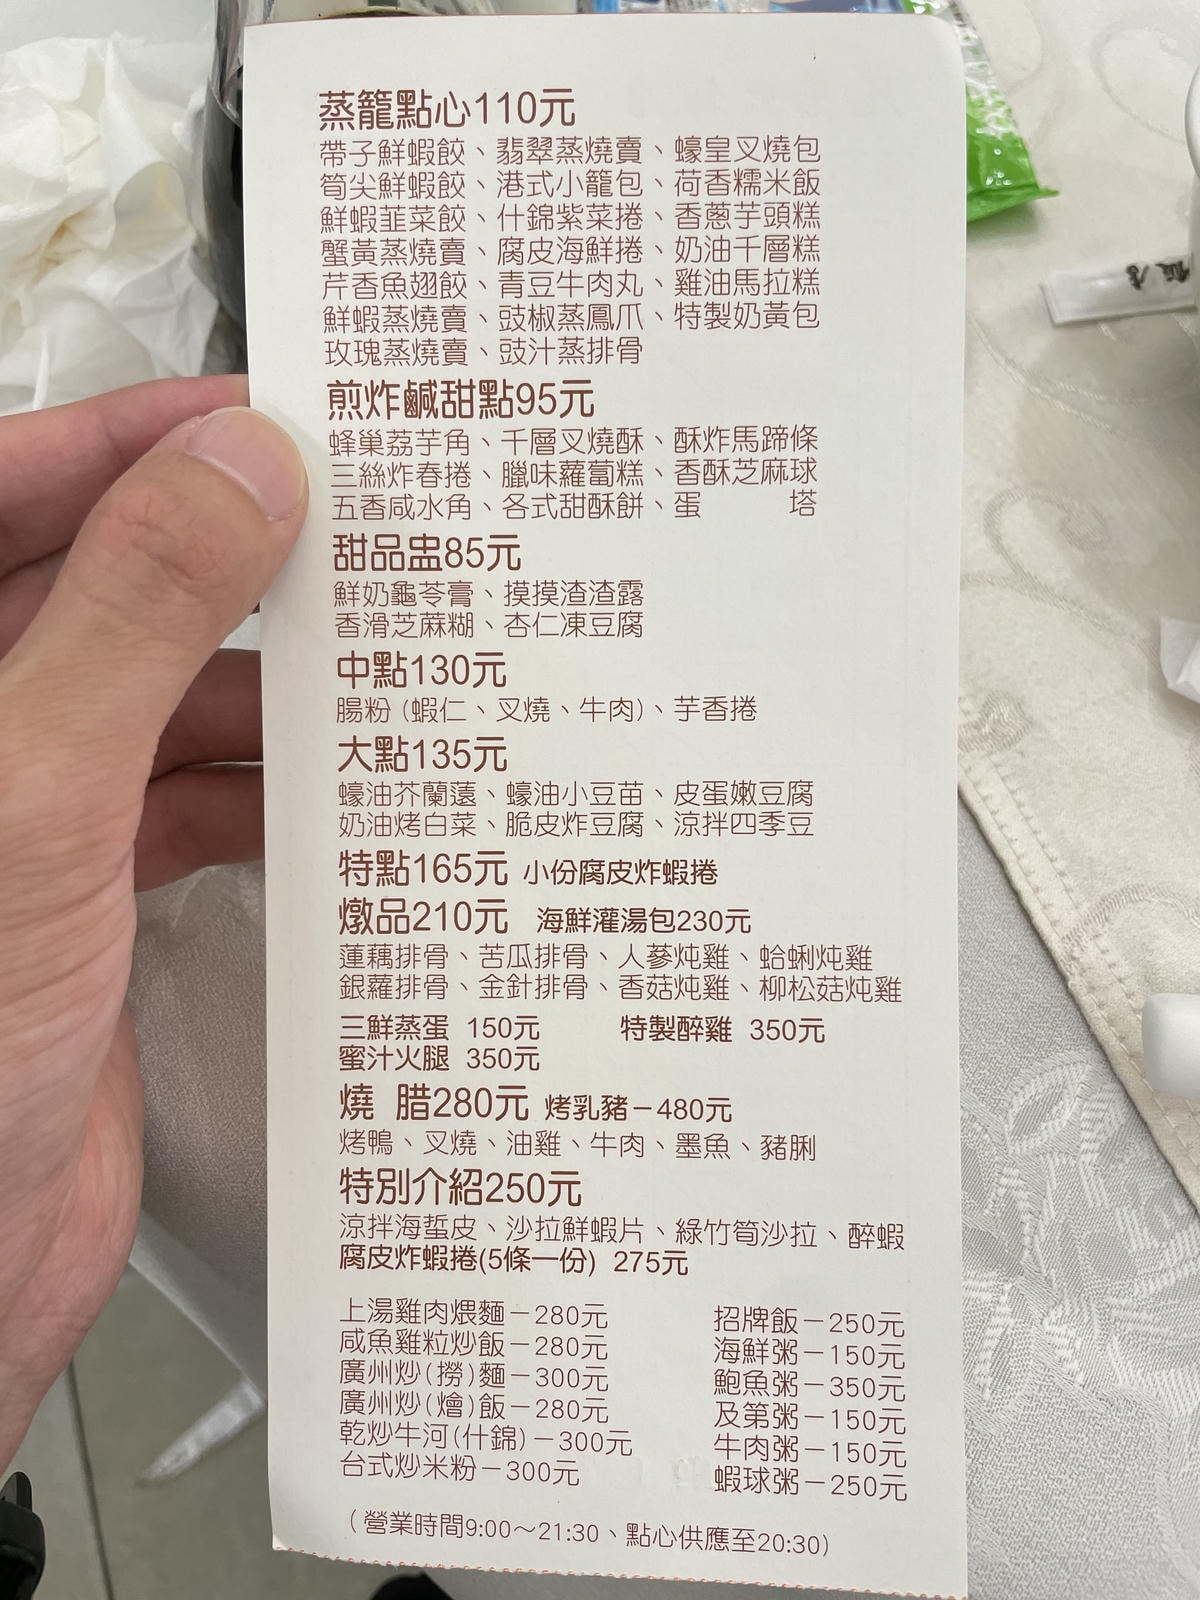 蒸籠點心110元
帶子鮮蝦餃、翡翠蒸燒賣、蠔皇叉燒包
筍尖鮮蝦餃、港式小籠包、荷香糯米飯
鮮蝦韮菜餃、什錦紫菜捲、香蔥芋頭糕
蟹黃蒸燒賣、腐皮海鮮捲、奶油千層糕
芹香魚翅餃、青豆牛肉丸、雞油馬拉糕
鮮蝦蒸燒賣、豉椒蒸鳳爪、特製奶黃包
玫瑰蒸燒賣、豉汁蒸排骨
煎炸鹹甜點95元
蜂巢荔芋角、千層叉燒酥、酥炸馬蹄條
三絲炸春捲、臘味蘿蔔糕、香酥芝麻球
五香咸水角、各式甜酥餅、蛋 塔
甜品盅85元
鮮奶龜苓膏、摸摸渣渣露
香滑芝蔴糊、杏仁凍豆腐
中點130元
腸粉（蝦仁、叉燒、牛肉）、芋香捲
大點135元
蠔油芥蘭薳、蠔油小豆苗、皮蛋嫩豆腐
奶油烤白菜、脆皮炸豆腐、涼拌四季豆
特點165元 小份腐皮炸蝦捲
燉品210元 海鮮灌湯包230元
蓮藕排骨、苦瓜排骨、人蔘炖雞、蛤蜊炖雞
銀蘿排骨、金針排骨、香菇炖雞、柳松菇炖雞
三鮮蒸蛋 150元 特製醉雞 350元
蜜汁火腿 350元
燒 腊280元 烤乳豬－480元
烤鴨、叉燒、油雞、牛肉、墨魚、豬脷
特別介紹250元
涼拌海蜇皮、沙拉鮮蝦片、綠竹筍沙拉、醉蝦
腐皮炸蝦捲(5條一份) 275元
上湯雞肉煨麵－280元 招牌飯－250元
咸魚雞粒炒飯－280元 海鮮粥－150元
廣州炒(撈)麵－300元 鮑魚粥－350元
廣州炒(燴)飯－280元 及第粥－150元
乾炒牛河(什錦)－300元 牛肉粥－150元
台式炒米粉－300元 蝦球粥－250元
（營業時間9:00～21:30、點心供應至20:30）